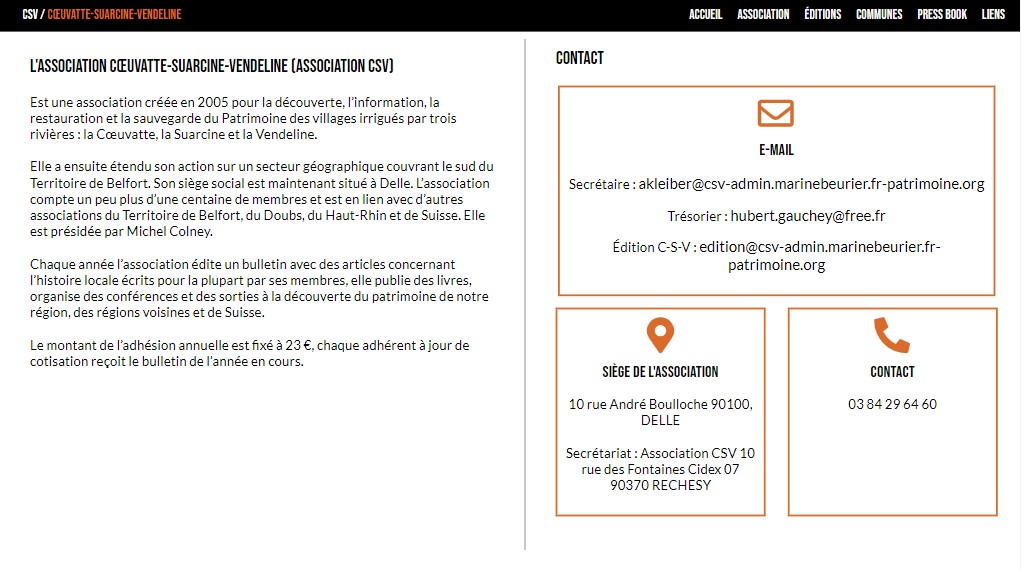 CSV / CŒUVATTE-SUARCINE-VENDELINE
ACCUEIL ASSOCIATION ÉDITIONS COMMUNES PRESS BOOK LIENS
L'ASSOCIATION CŒUVATTE-SUARCINE-VENDELINE (ASSOCIATION CSV)
Est une association créée en 2005 pour la découverte, l'information, la
restauration et la sauvegarde du Patrimoine des villages irrigués par trois
rivières : la Cœuvatte, la Suarcine et la Vendeline.
Elle a ensuite étendu son action sur un secteur géographique couvrant le sud du
Territoire de Belfort. Son siège social est maintenant situé à Delle. L'association
compte un peu plus d'une centaine de membres et est en lien avec d'autres
associations du Territoire de Belfort, du Doubs, du Haut-Rhin et de Suisse. Elle
est présidée par Michel Colney.
Chaque année l'association édite un bulletin avec des articles concernant
l'histoire locale écrits pour la plupart par ses membres, elle publie des livres,
organise des conférences et des sorties à la découverte du patrimoine de notre
région, des régions voisines et de Suisse.
Le montant de l'adhésion annuelle est fixé à 23 €, chaque adhérent à jour de
cotisation reçoit le bulletin de l'année en cours.
CONTACT
E-MAIL
Secrétaire : akleiber@csv-admin.marinebeurier.fr-patrimoine.org
Trésorier : hubert.gauchey@free.fr
Édition C-S-V : edition@csv-admin.marinebeurier.fr-
patrimoine.org
SIÈGE DE L'ASSOCIATION
10 rue André Boulloche 90100,
DELLE
Secrétariat : Association CSV 10
rue des Fontaines Cidex 07
90370 RECHESY
CONTACT
03 84 29 64 60